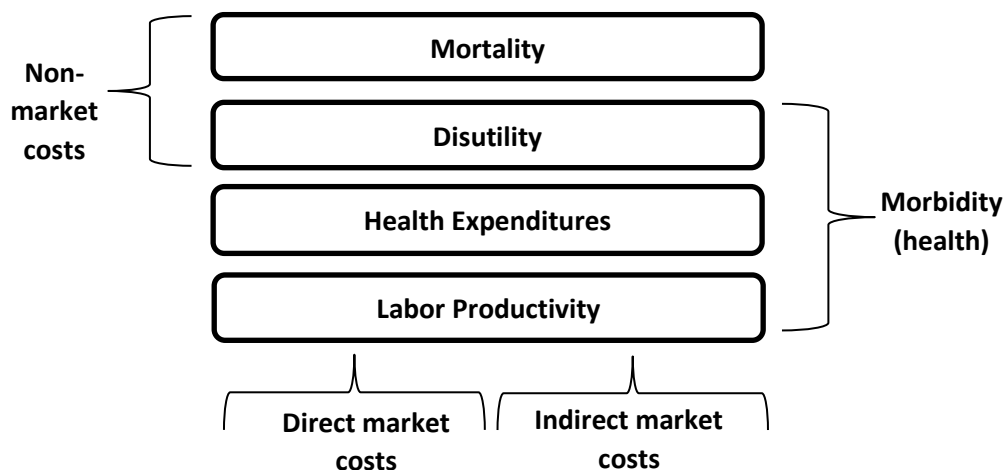 Mortality
Non-
market
costs
Disutility
Health Expenditures
Morbidity
(health)
Labor Productivity
Direct market
costs
Indirect market
costs